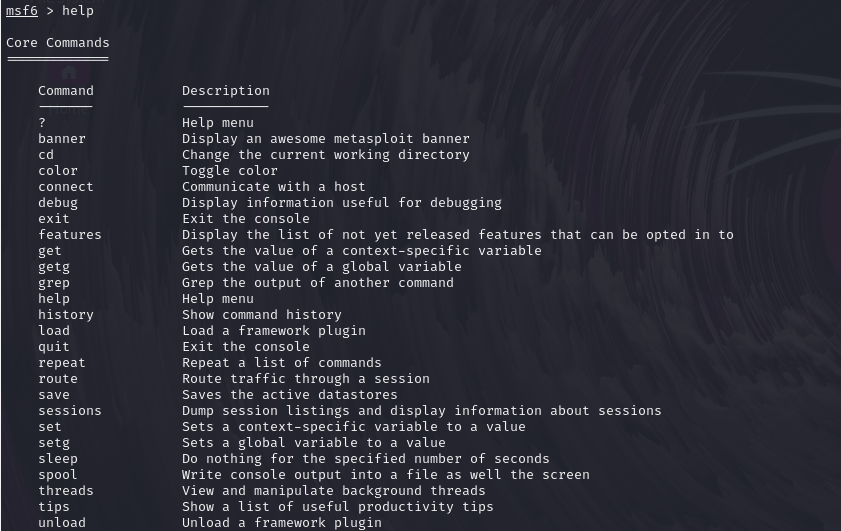 msf6 > help
Core Commands
=============
Command Description
------- -----------
? Help menu
banner Display an awesome metasploit banner
cd Change the current working directory
color Toggle color
connect Communicate with a host
debug Display information useful for debugging
exit Exit the console
features Display the list of not yet released features that can be opted in to
get Gets the value of a context-specific variable
getg Gets the value of a global variable
grep Grep the output of another command
help Help menu
history Show command history
load Load a framework plugin
quit Exit the console
repeat Repeat a list of commands
route Route traffic through a session
save Saves the active datastores
sessions Dump session listings and display information about sessions
set Sets a context-specific variable to a value
setg Sets a global variable to a value
sleep Do nothing for the specified number of seconds
spool Write console output into a file as well the screen
threads View and manipulate background threads
tips Show a list of useful productivity tips
unload Unload a framework plugin